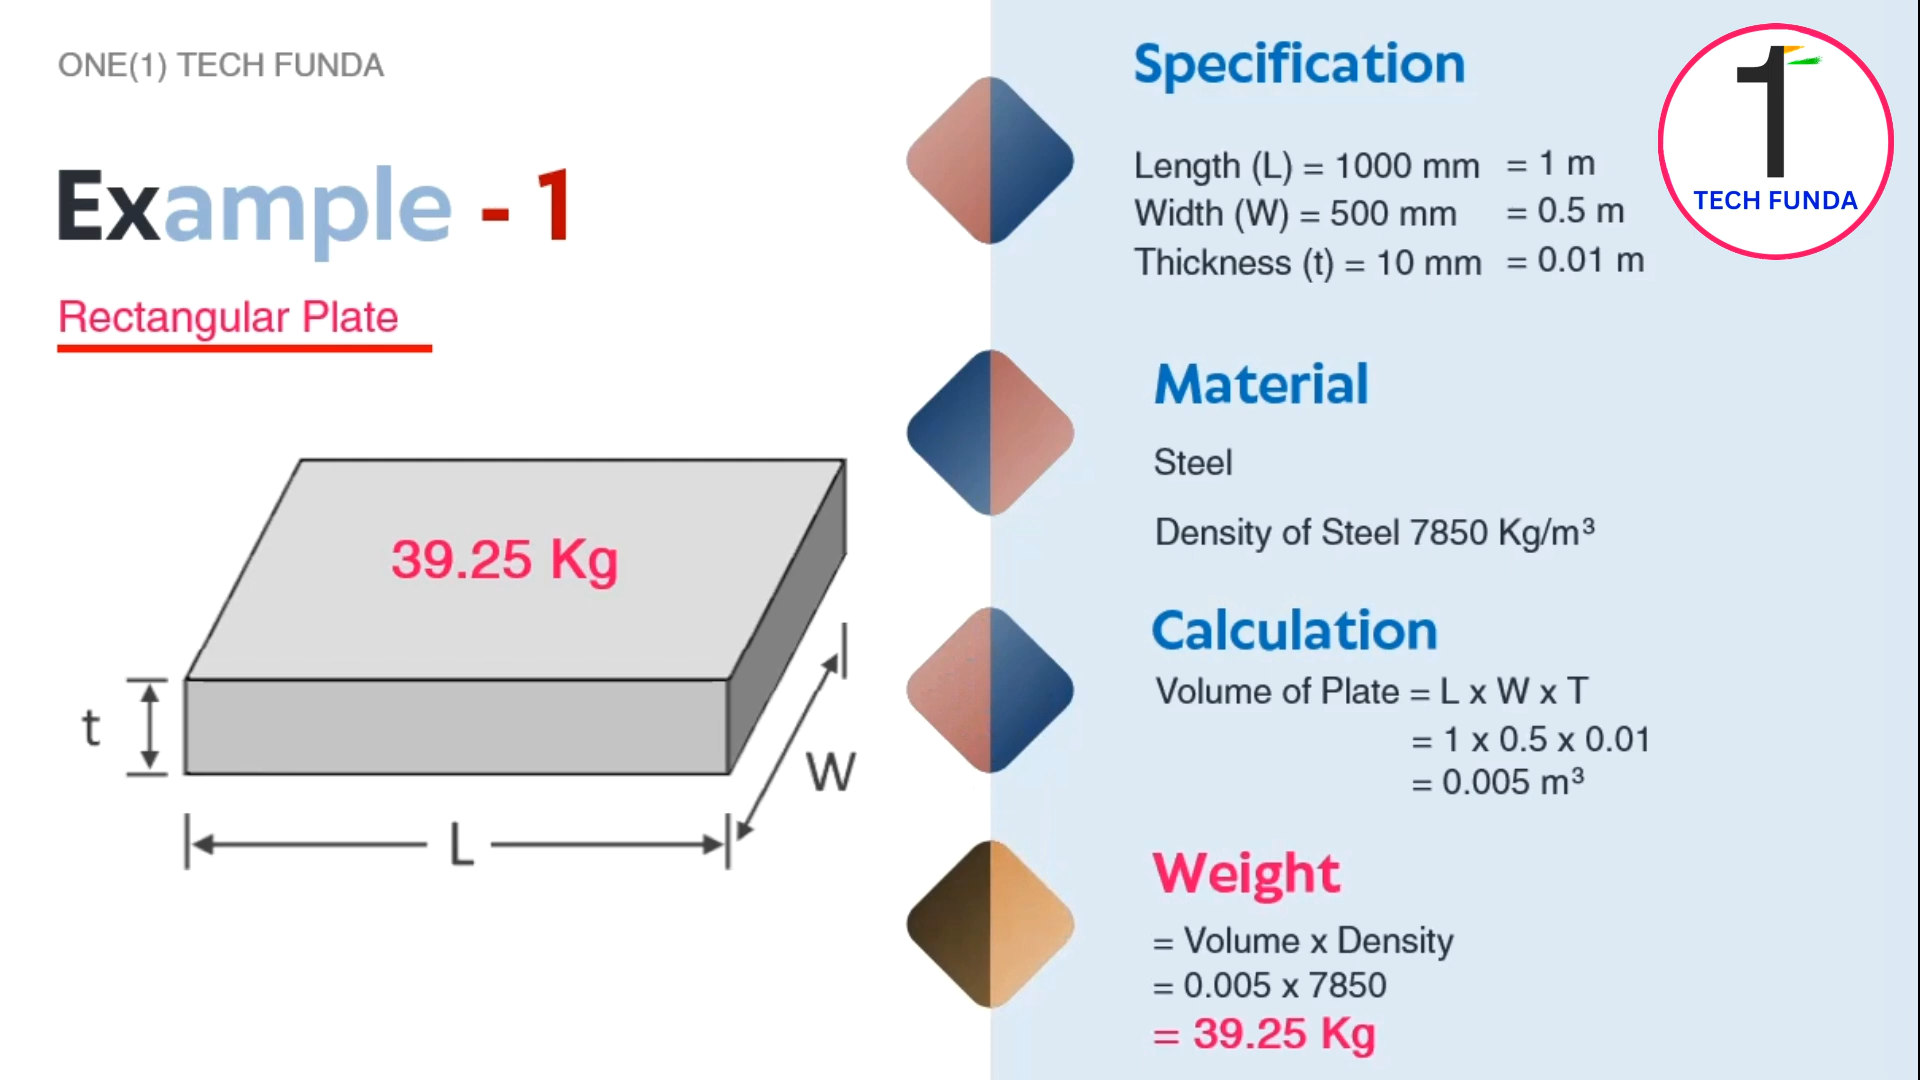 ONE(1) TECH FUNDA
Example - 1
Rectangular Plate
39.25 Kg
t
W
L
Specification
Length (L) = 1000 mm = 1 m
Width (W) = 500 mm = 0.5 m
Thickness (t) = 10 mm = 0.01 m
Material
Steel
Density of Steel 7850 Kg/m³
Calculation
Volume of Plate = L x W x T
= 1 x 0.5 x 0.01
= 0.005 m³
Weight
= Volume x Density
= 0.005 x 7850
= 39.25 Kg
1
TECH FUNDA